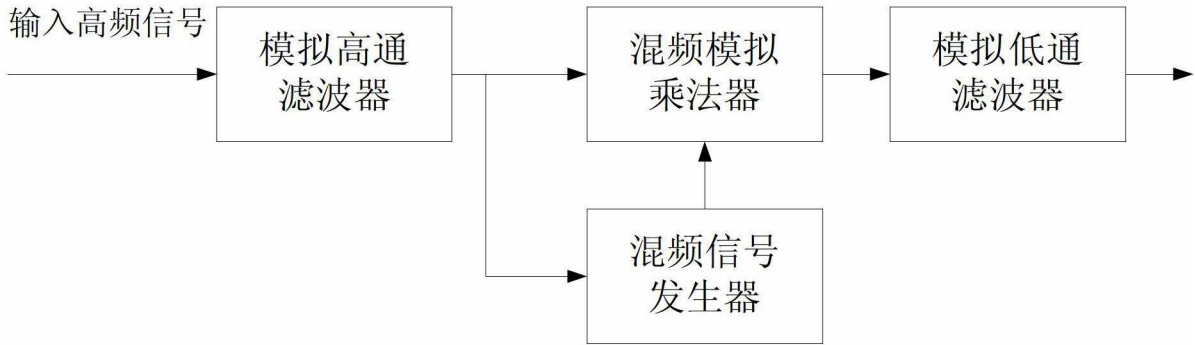 输入高频信号
模拟高通
滤波器
混频模拟
乘法器
模拟低通
滤波器
混频信号
发生器